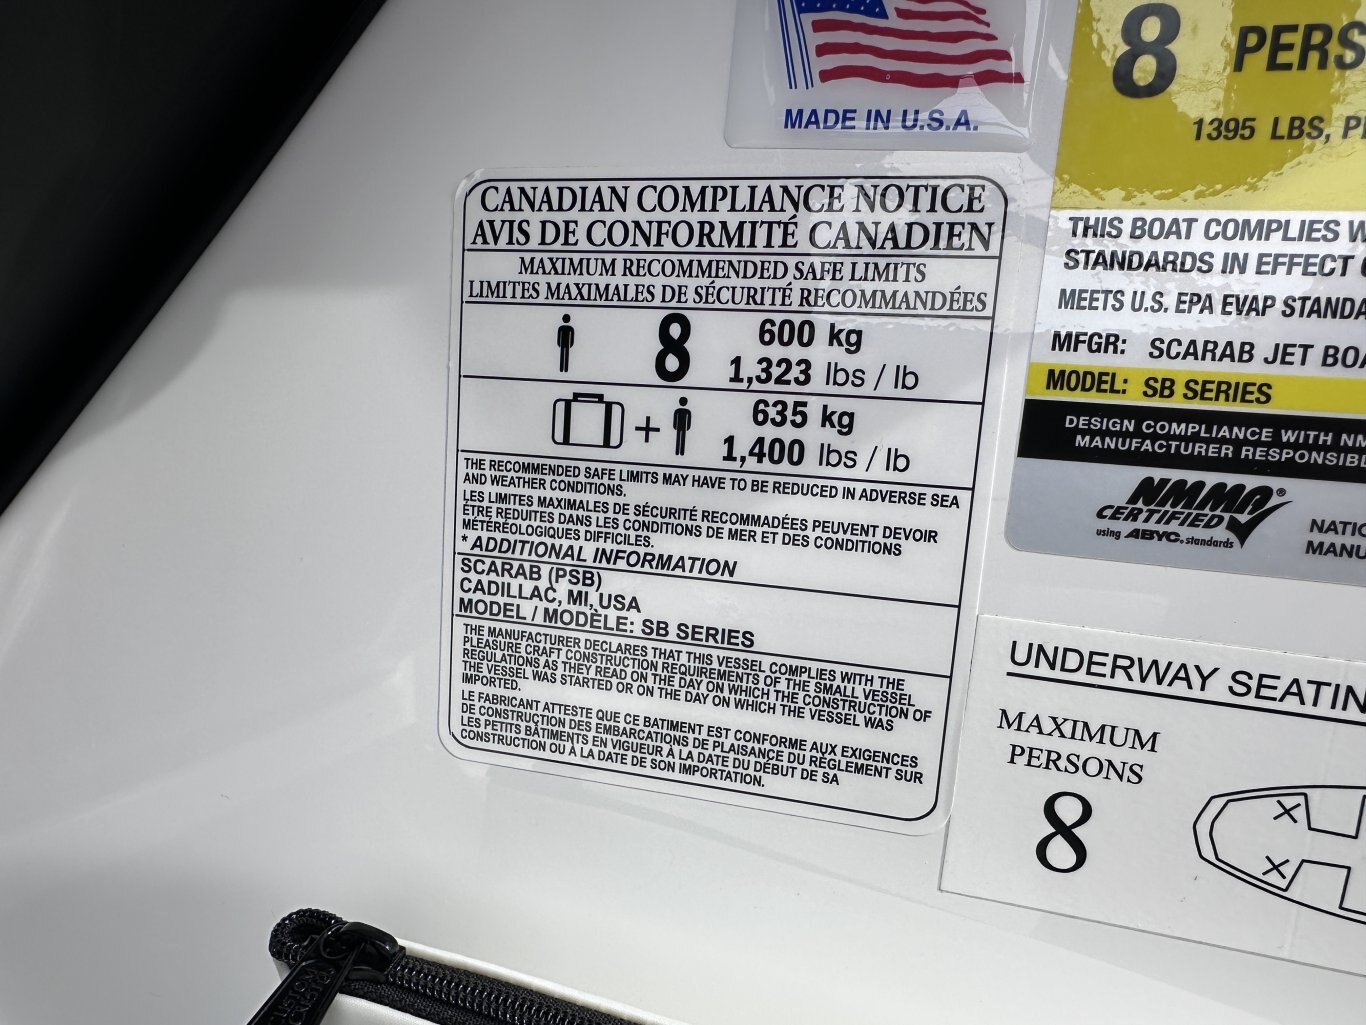 MADE IN U.S.A.
8 PERS
1395 LBS, P
CANADIAN COMPLIANCE NOTICE
AVIS DE CONFORMITÉ CANADIEN
MAXIMUM RECOMMENDED SAFE LIMITS
LIMITES MAXIMALES DE SÉCURITÉ RECOMMANDÉES
8 600 kg
1,323 lbs / lb
+ 635 kg
1,400 lbs / lb
THE RECOMMENDED SAFE LIMITS MAY HAVE TO BE REDUCED IN ADVERSE SEA
AND WEATHER CONDITIONS.
LES LIMITES MAXIMALES DE SÉCURITÉ RECOMMADÉES PEUVENT DEVOIR
ÊTRE REDUITES DANS LES CONDITIONS DE MER ET DES CONDITIONS
MÉTÉREOLOGIQUES DIFFICILES.
* ADDITIONAL INFORMATION
SCARAB (PSB)
CADILLAC, MI, USA
MODEL / MODÈLE: SB SERIES
THE MANUFACTURER DECLARES THAT THIS VESSEL COMPLIES WITH THE
PLEASURE CRAFT CONSTRUCTION REQUIREMENTS OF THE SMALL VESSEL
REGULATIONS AS THEY READ ON THE DAY ON WHICH THE CONSTRUCTION OF
THE VESSEL WAS STARTED OR ON THE DAY ON WHICH THE VESSEL WAS
IMPORTED.
LE FABRICANT ATTESTE QUE CE BATIMENT EST CONFORME AUX EXIGENCES
DE CONSTRUCTION DES EMBARCATIONS DE PLAISANCE DU RÈGLEMENT SUR
LES PETITS BÂTIMENTS EN VIGUEUR À LA DATE DU DÉBUT DE SA
CONSTRUCTION OU À LA DATE DE SON IMPORTATION.
THIS BOAT COMPLIES W
STANDARDS IN EFFECT
MEETS U.S. EPA EVAP STANDA
MFGR: SCARAB JET BOA
MODEL: SB SERIES
DESIGN COMPLIANCE WITH NM
MANUFACTURER RESPONSIBL
NMMA®
CERTIFIED
using ABYC. standards
NATIO
MANU
UNDERWAY SEATIN
MAXIMUM
PERSONS
8